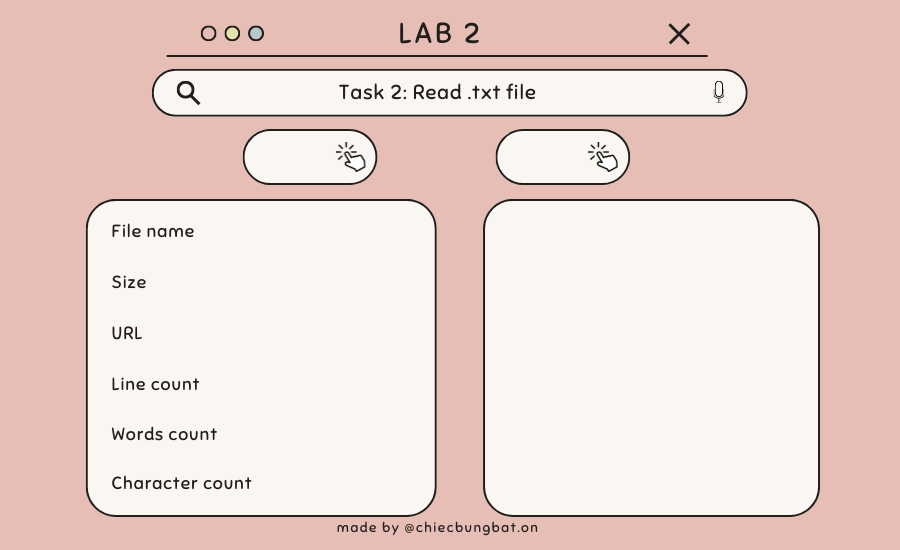 LAB 2
Task 2: Read .txt file
File name
Size
URL
Line count
Words count
Character count
made by @chiecbungbat.on